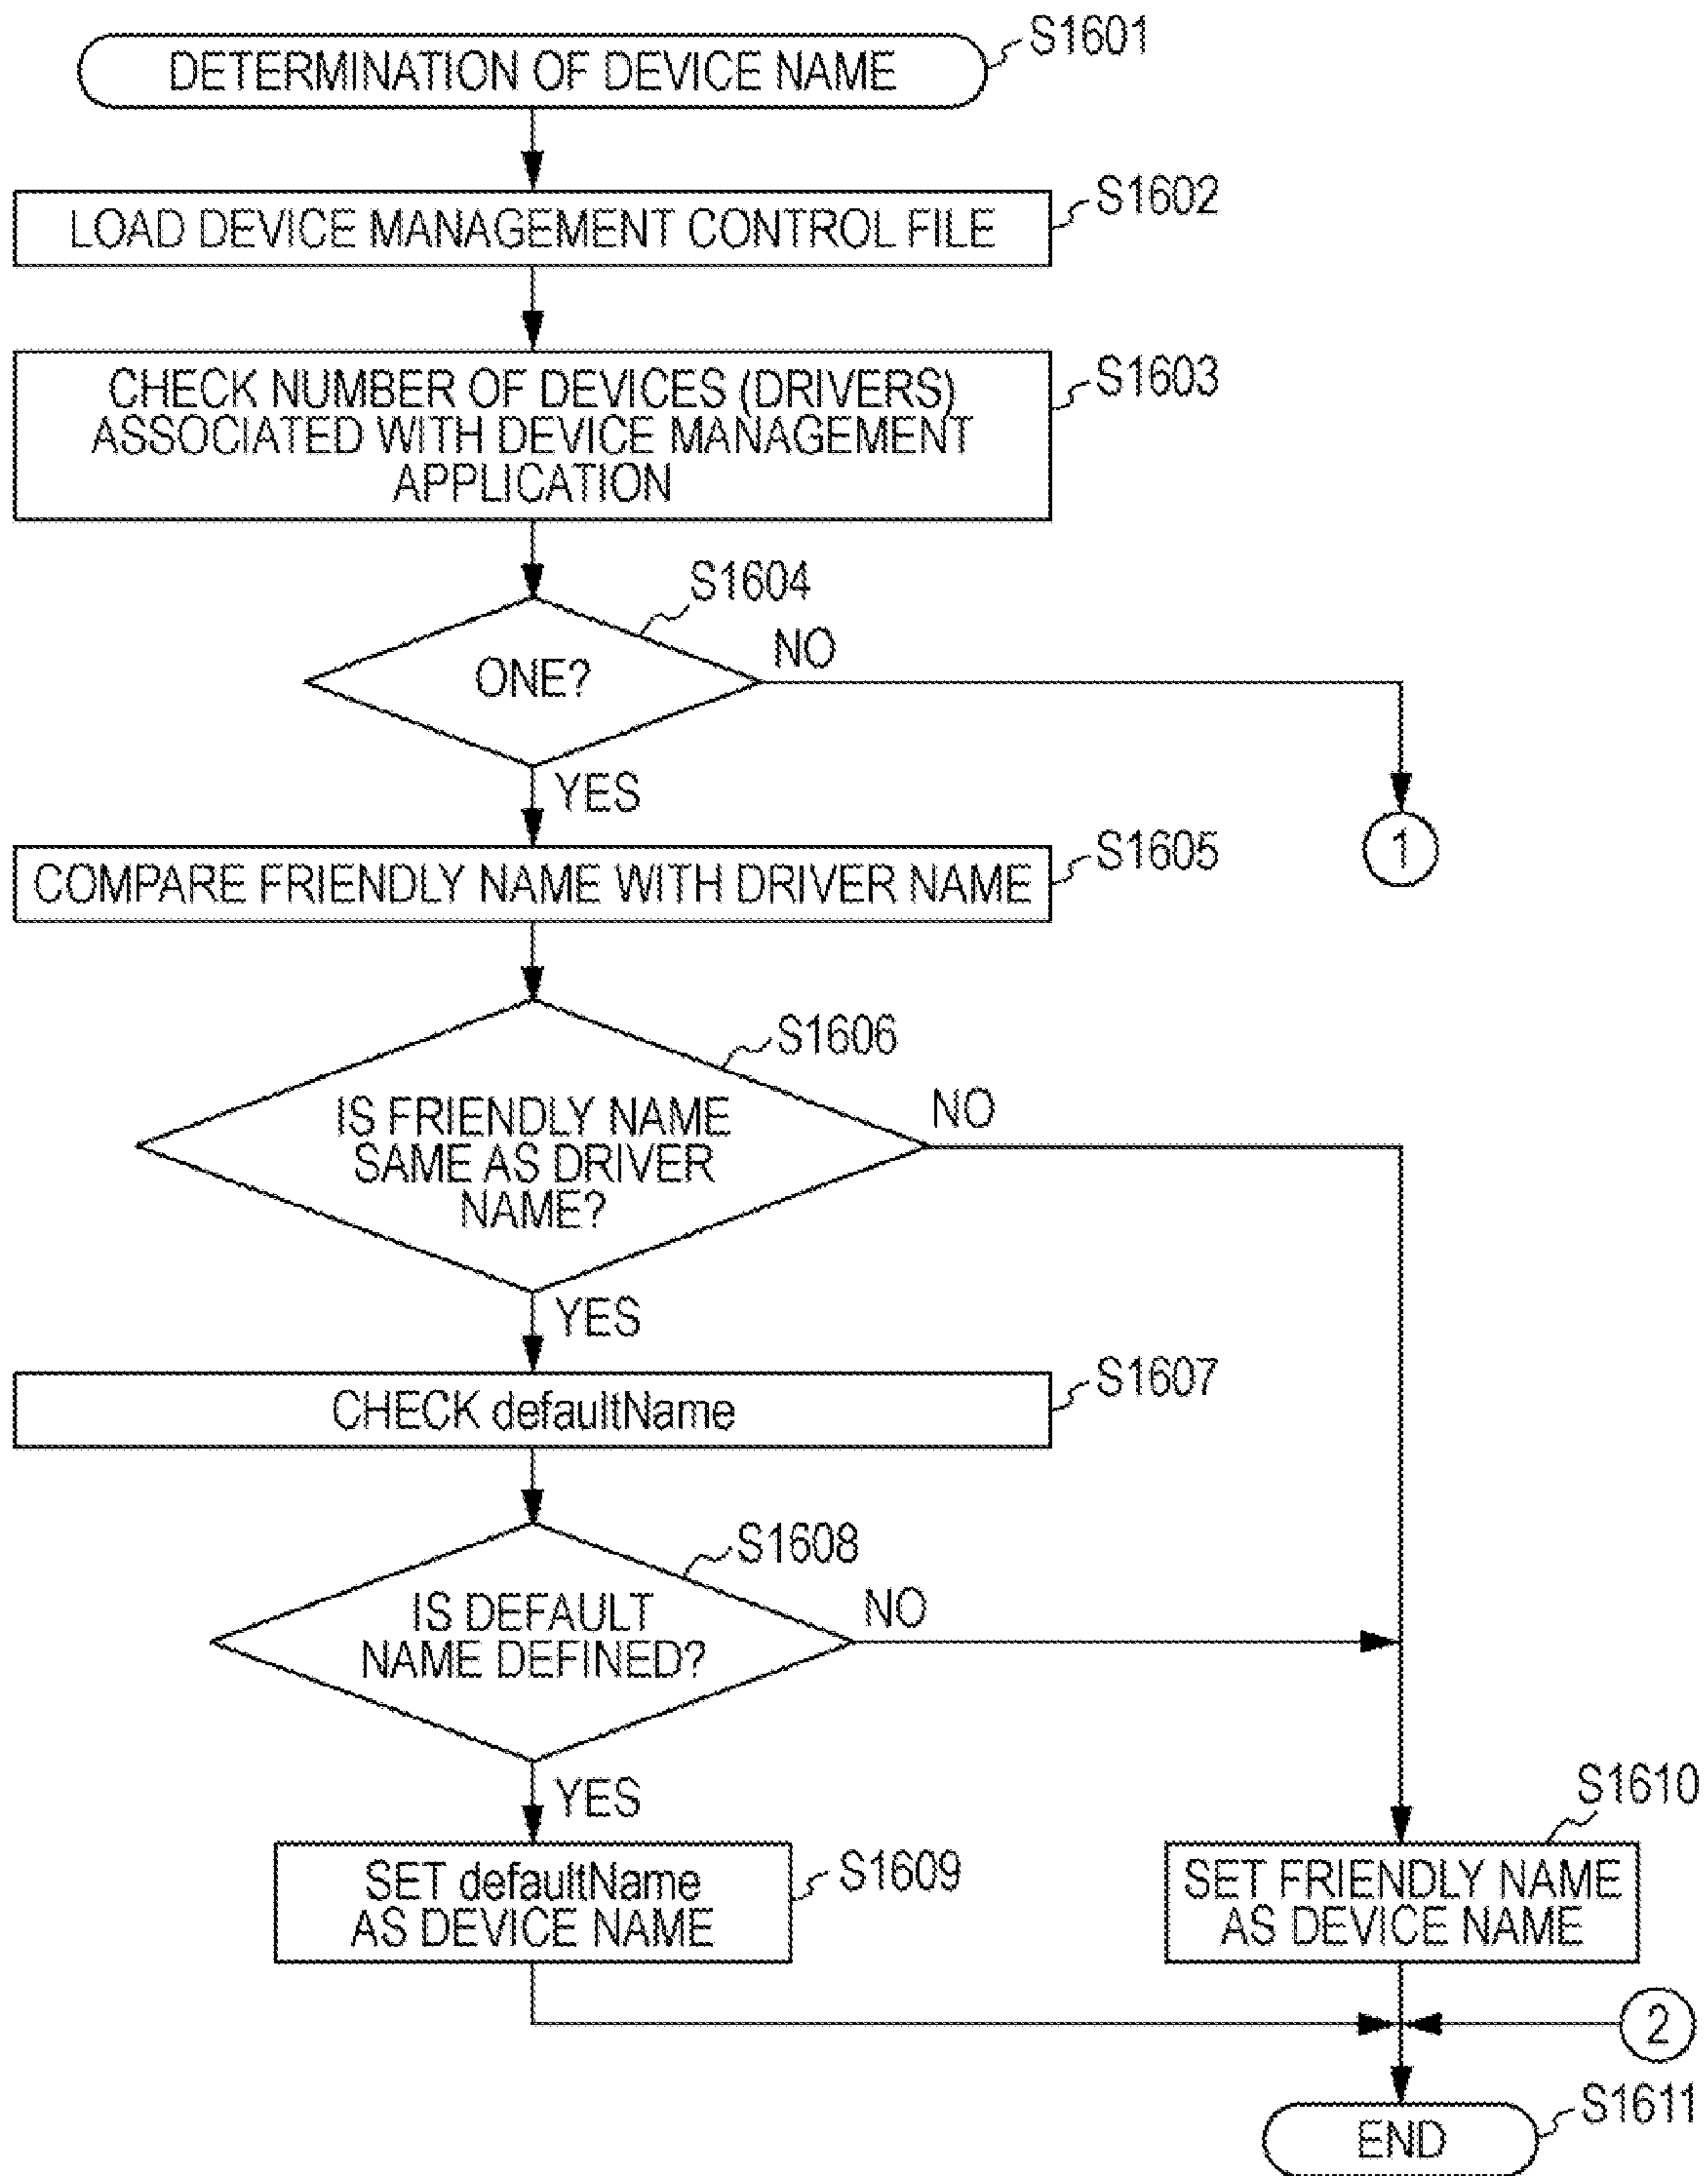 DETERMINATION OF DEVICE NAME
S1601
LOAD DEVICE MANAGEMENT CONTROL FILE
S1602
CHECK NUMBER OF DEVICES (DRIVERS)
ASSOCIATED WITH DEVICE MANAGEMENT
APPLICATION
S1603
S1604
ONE?
NO
YES
1
COMPARE FRIENDLY NAME WITH DRIVER NAME
S1605
S1606
IS FRIENDLY NAME
SAME AS DRIVER
NAME?
NO
YES
CHECK defaultName
S1607
S1608
IS DEFAULT
NAME DEFINED?
NO
YES
SET defaultName
AS DEVICE NAME
S1609
S1610
SET FRIENDLY NAME
AS DEVICE NAME
2
END
S1611